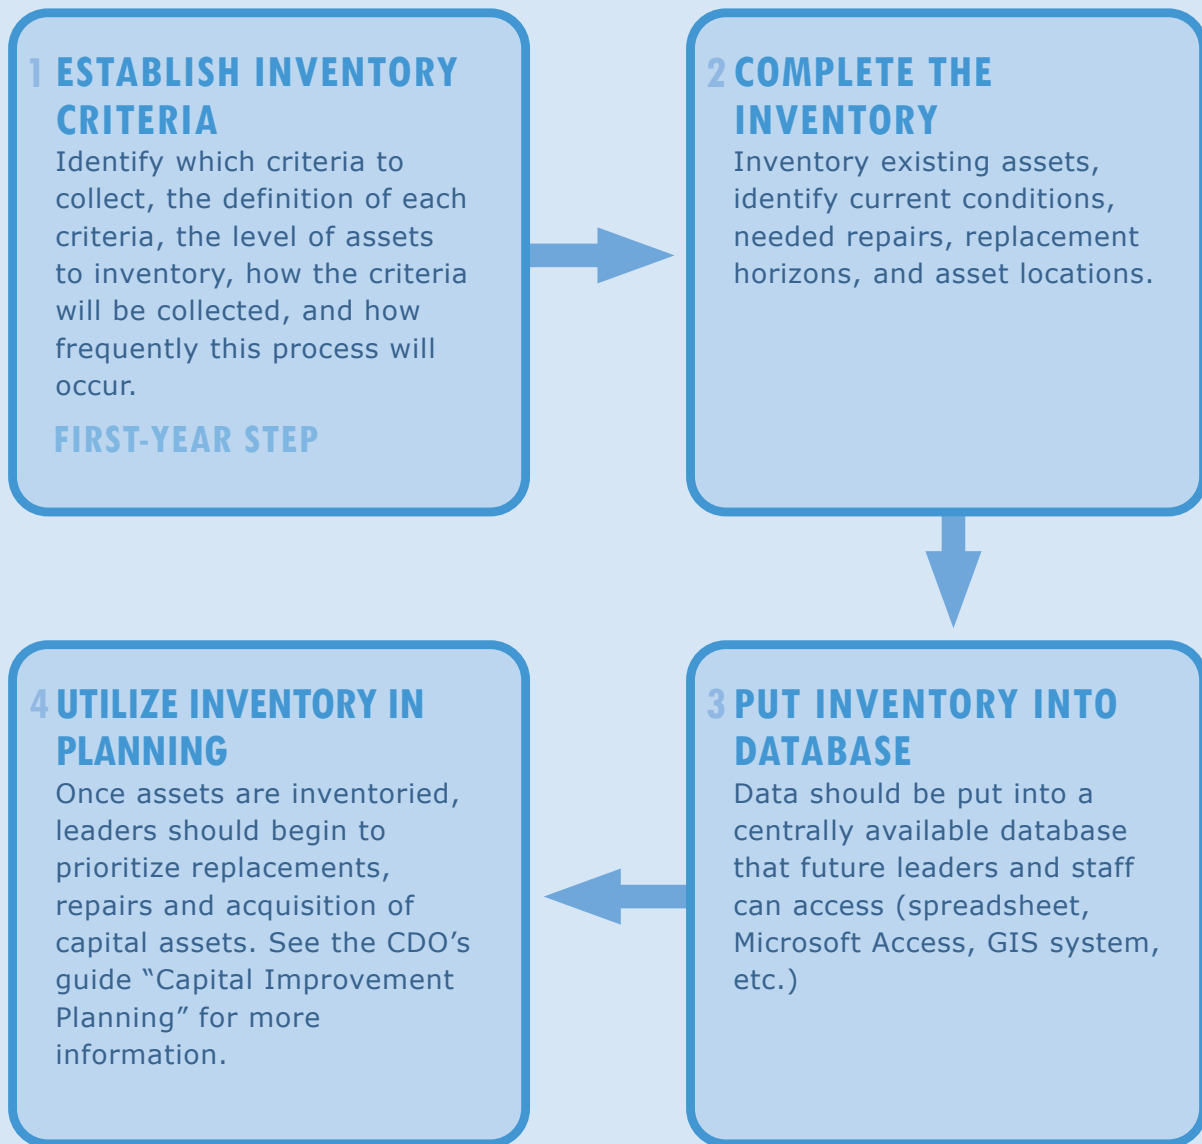 1 ESTABLISH INVENTORY
CRITERIA
Identify which criteria to
collect, the definition of each
criteria, the level of assets
to inventory, how the criteria
will be collected, and how
frequently this process will
occur.
FIRST-YEAR STEP
2 COMPLETE THE
INVENTORY
Inventory existing assets,
identify current conditions,
needed repairs, replacement
horizons, and asset locations.
3 PUT INVENTORY INTO
DATABASE
Data should be put into a
centrally available database
that future leaders and staff
can access (spreadsheet,
Microsoft Access, GIS system,
etc.)
4 UTILIZE INVENTORY IN
PLANNING
Once assets are inventoried,
leaders should begin to
prioritize replacements,
repairs and acquisition of
capital assets. See the CDO’s
guide “Capital Improvement
Planning” for more
information.